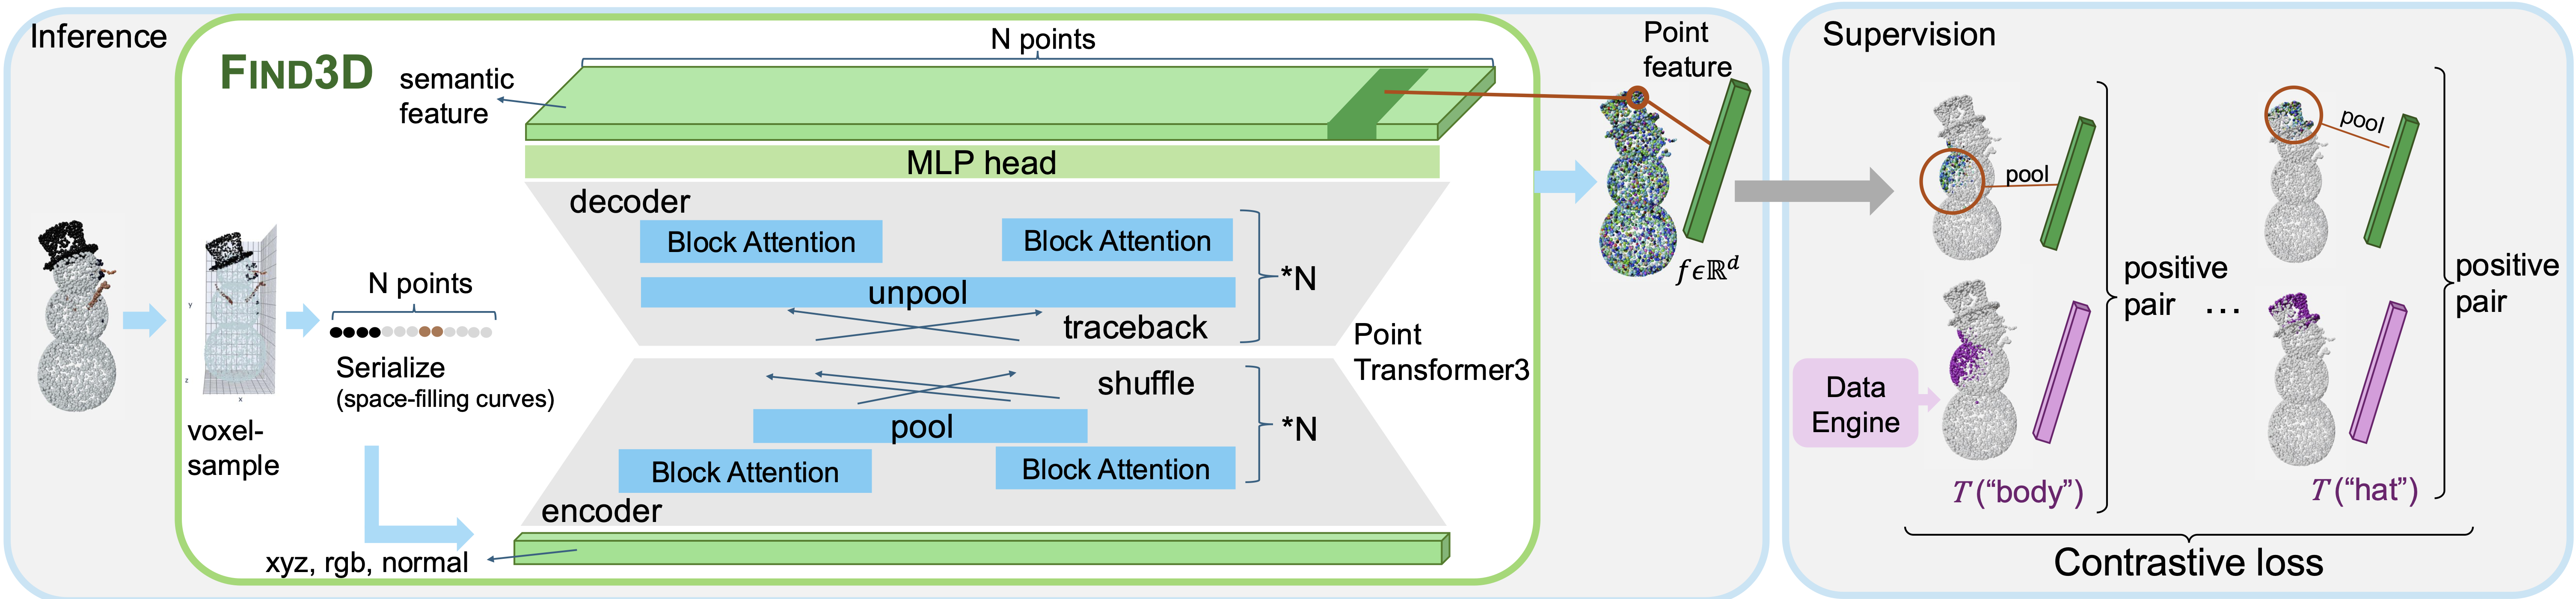 Inference
FIND3D
semantic
feature
N points
MLP head
decoder
Block Attention
Block Attention
unpool
*N
traceback
Point
Transformer3
shuffle
pool
*N
Block Attention
Block Attention
encoder
N points
Serialize
(space-filling curves)
y
z
x
voxel-
sample
xyz, rgb, normal
Point
feature
f ϵ ℝᵈ
Supervision
pool
pool
positive
pair
...
positive
pair
Data
Engine
T(“body”)
T(“hat”)
Contrastive loss